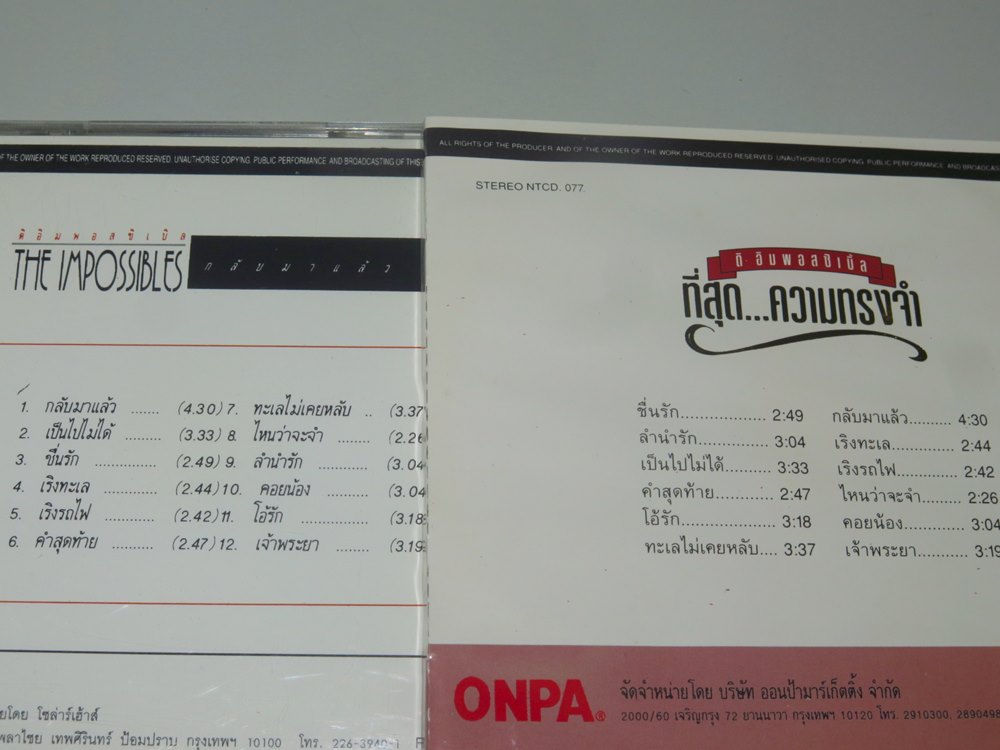 OF THE OWNER OF THE WORK REPRODUCED RESERVED. UNAUTHORISE COPYING, PUBLIC PERFORMANCE AND BROADCASTING OF THIS
ดิ อิ ม พ อ ส ซิ เ บิ ล
THE IMPOSSIBLES
ก ลั บ ม า แ ล้ ว
1. กลับมาแล้ว ....... (4.30) 7. ทะเลไม่เคยหลับ .. (3.37
2. เป็นไปไม่ได้ ......... (3.33) 8. ไหนว่าจะจำ ........ (2.26
3. ชื่นรัก ............... (2.49) 9. ลำนำรัก ............ (3.04
4. เริงทะเล ............. (2.44) 10. คอยน้อง .......... (3.04
5. เริงรถไฟ ............ (2.42) 11. โอ้รัก ................ (3.18
6. คำสุดท้าย .......... (2.47) 12. เจ้าพระยา ........ (3.19
ยโดย โซล่าร์เฮ้าส์
พลาไชย เทพศิรินทร์ ป้อมปราบ กรุงเทพฯ 10100 โทร. 226-3940-1
ALL RIGHTS OF THE PRODUCER AND OF THE OWNER OF THE WORK REPRODUCED RESERVED. UNAUTHORISED COPYING, PUBLIC PERFORMANCE AND BROADCAS
STEREO NTCD. 077.
ดิ อิมพอสซิเบิ้ล
ที่สุด...ความทรงจำ
ชื่นรัก................... 2:49
ลำนำรัก................ 3:04
เป็นไปไม่ได้........... 3:33
คำสุดท้าย............. 2:47
โอ้รัก..................... 3:18
ทะเลไม่เคยหลับ.... 3:37
กลับมาแล้ว.......... 4:30
เริงทะเล............... 2:44
เริงรถไฟ.............. 2:42
ไหนว่าจะจำ......... 2:26
คอยน้อง............... 3:04
เจ้าพระยา............ 3:19
ONPA®
จัดจำหน่ายโดย บริษัท ออนป้ามาร์เก็ตติ้ง จำกัด
2000/60 เจริญกรุง 72 ยานนาวา กรุงเทพฯ 10120 โทร. 2910300, 2890498